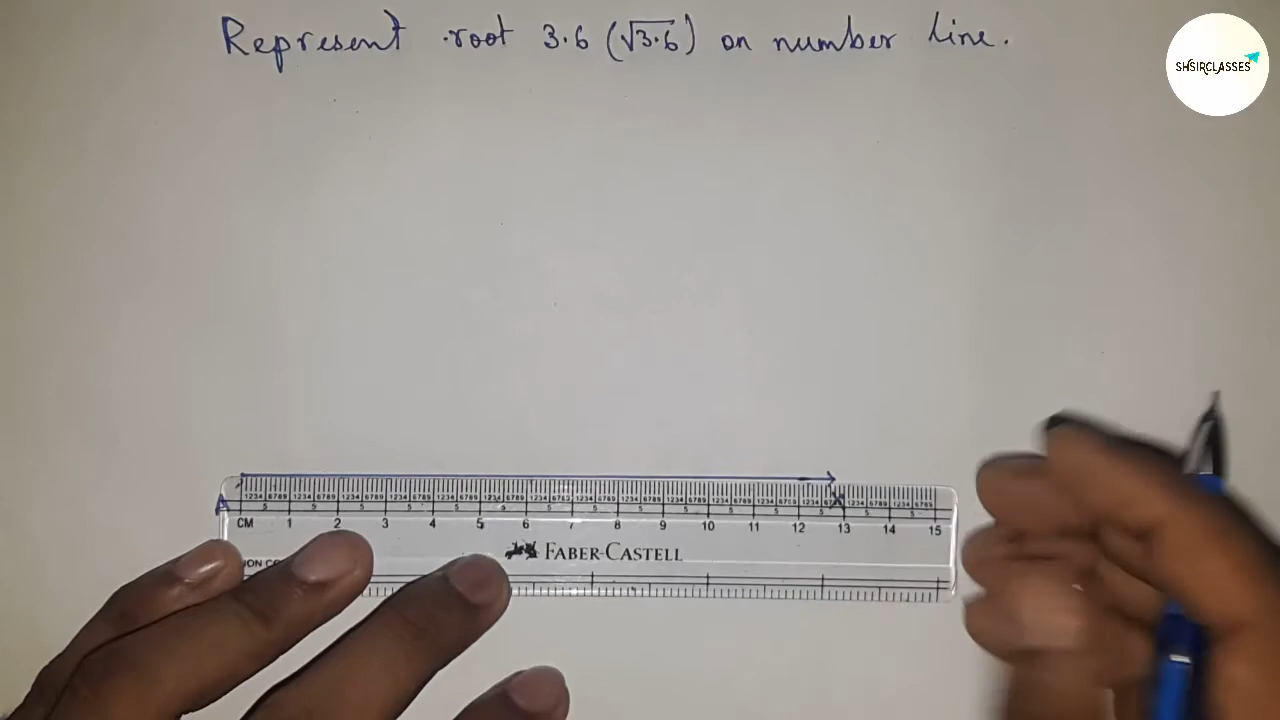 Represent root 3.6 (√3.6) on number line.
SHSIRCLASSES
A X
CM 1 2 3 4 5 6 7 8 9 10 11 12 13 14 15
FABER-CASTELL